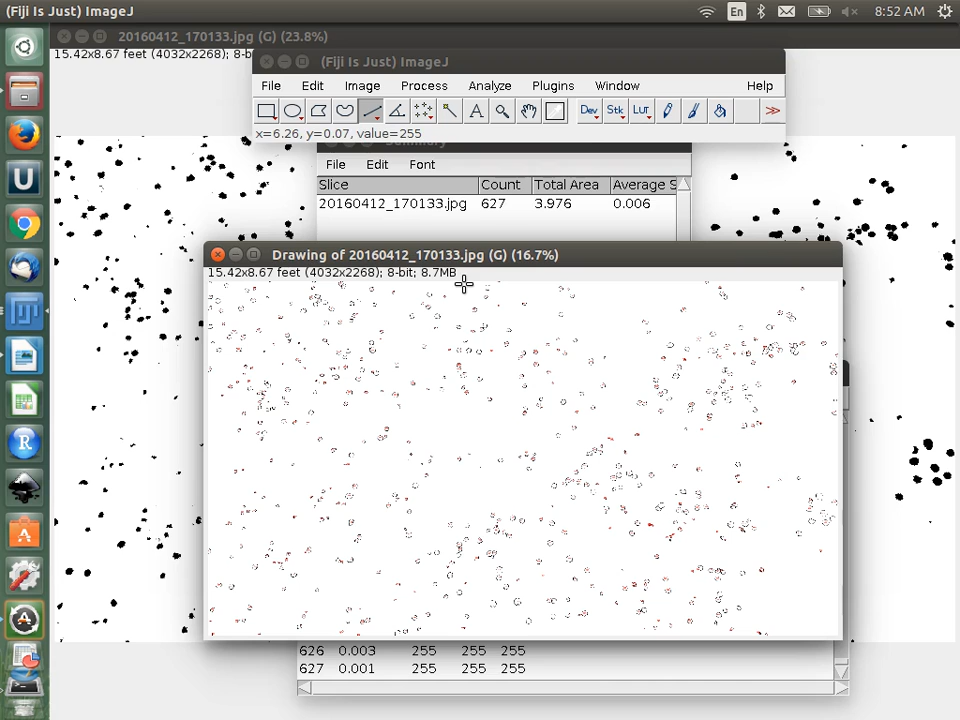 (Fiji Is Just) ImageJ
En
8:52 AM
20160412_170133.jpg (G) (23.8%)
15.42x8.67 feet (4032x2268); 8-b
(Fiji Is Just) ImageJ
File Edit Image Process Analyze Plugins Window Help
A Dev Stk LUT >>
x=6.26, y=0.07, value=255
Summary
File Edit Font
Slice Count Total Area Average S
20160412_170133.jpg 627 3.976 0.006
Drawing of 20160412_170133.jpg (G) (16.7%)
15.42x8.67 feet (4032x2268); 8-bit; 8.7MB
626 0.003 255 255 255
627 0.001 255 255 255